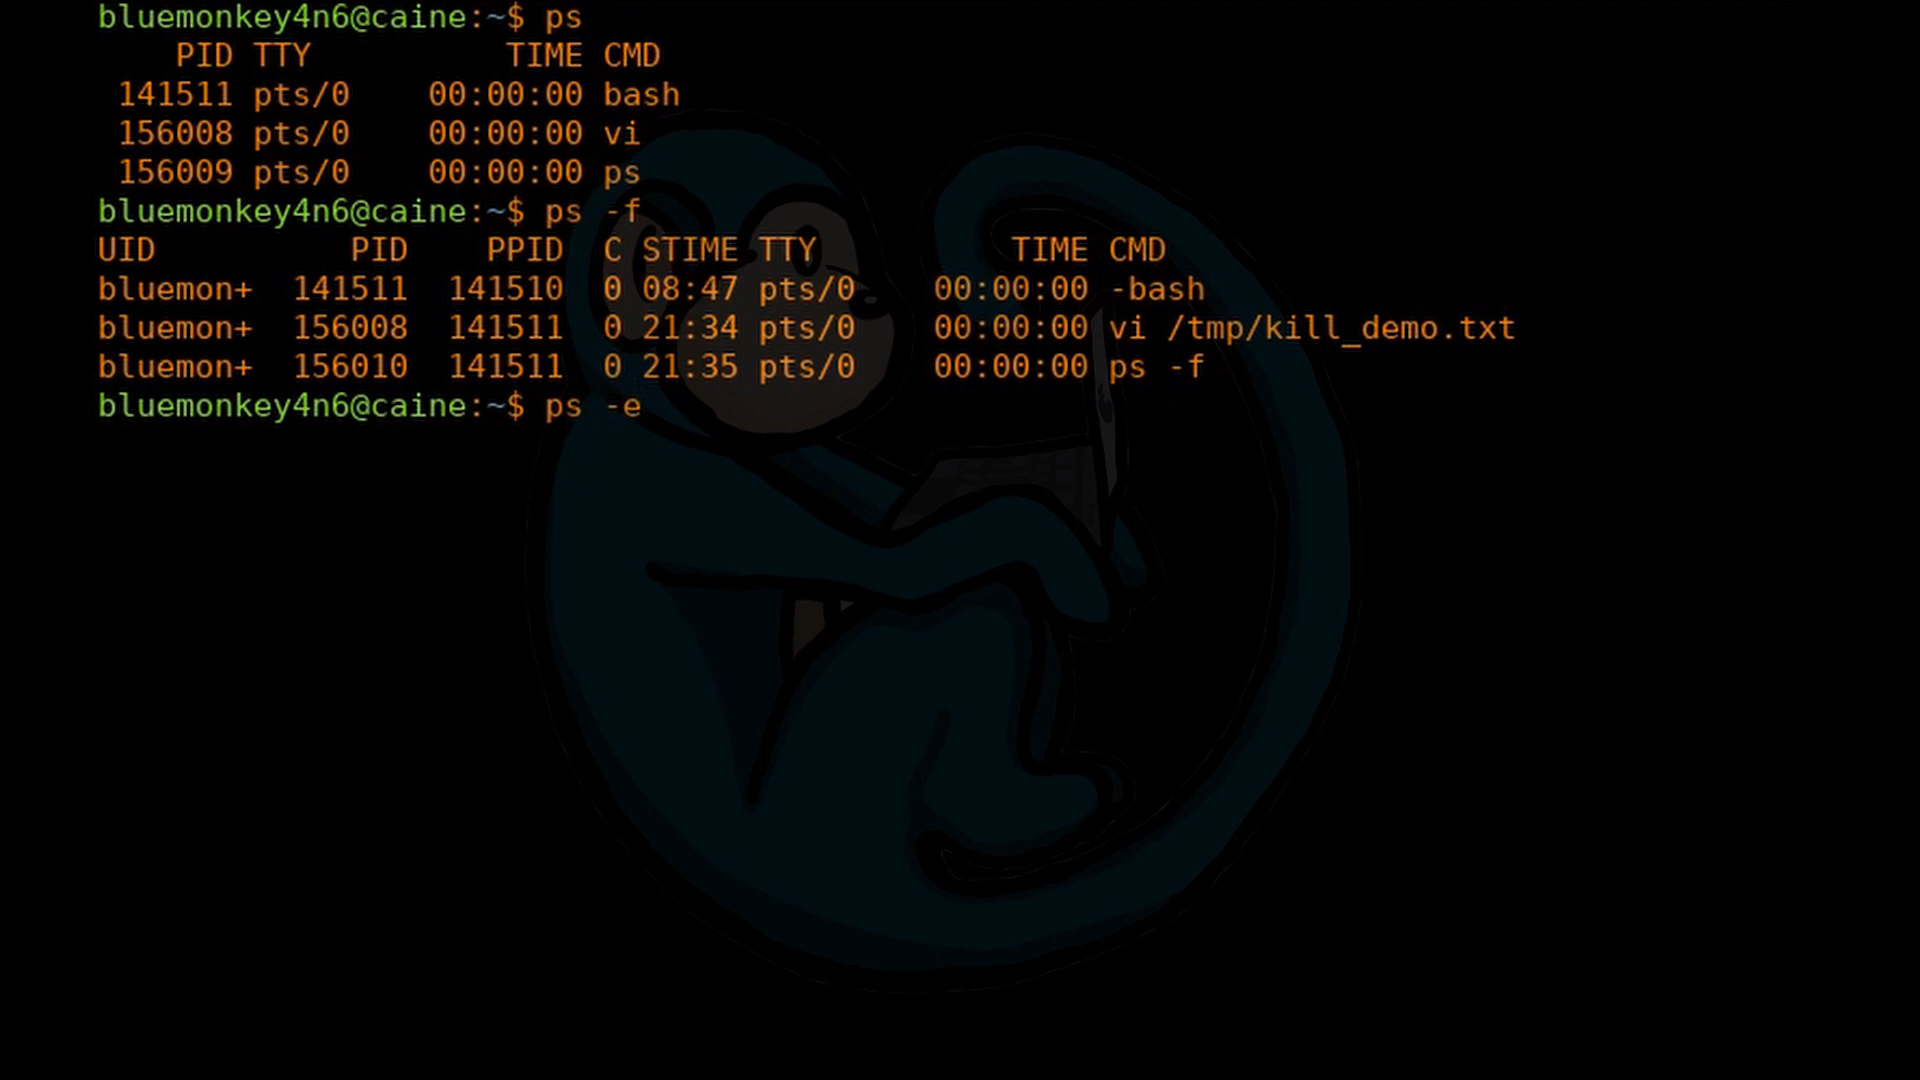 bluemonkey4n6@caine:~$ ps
    PID TTY          TIME CMD
 141511 pts/0    00:00:00 bash
 156008 pts/0    00:00:00 vi
 156009 pts/0    00:00:00 ps
bluemonkey4n6@caine:~$ ps -f
UID          PID    PPID  C STIME TTY          TIME CMD
bluemon+  141511  141510  0 08:47 pts/0    00:00:00 -bash
bluemon+  156008  141511  0 21:34 pts/0    00:00:00 vi /tmp/kill_demo.txt
bluemon+  156010  141511  0 21:35 pts/0    00:00:00 ps -f
bluemonkey4n6@caine:~$ ps -e